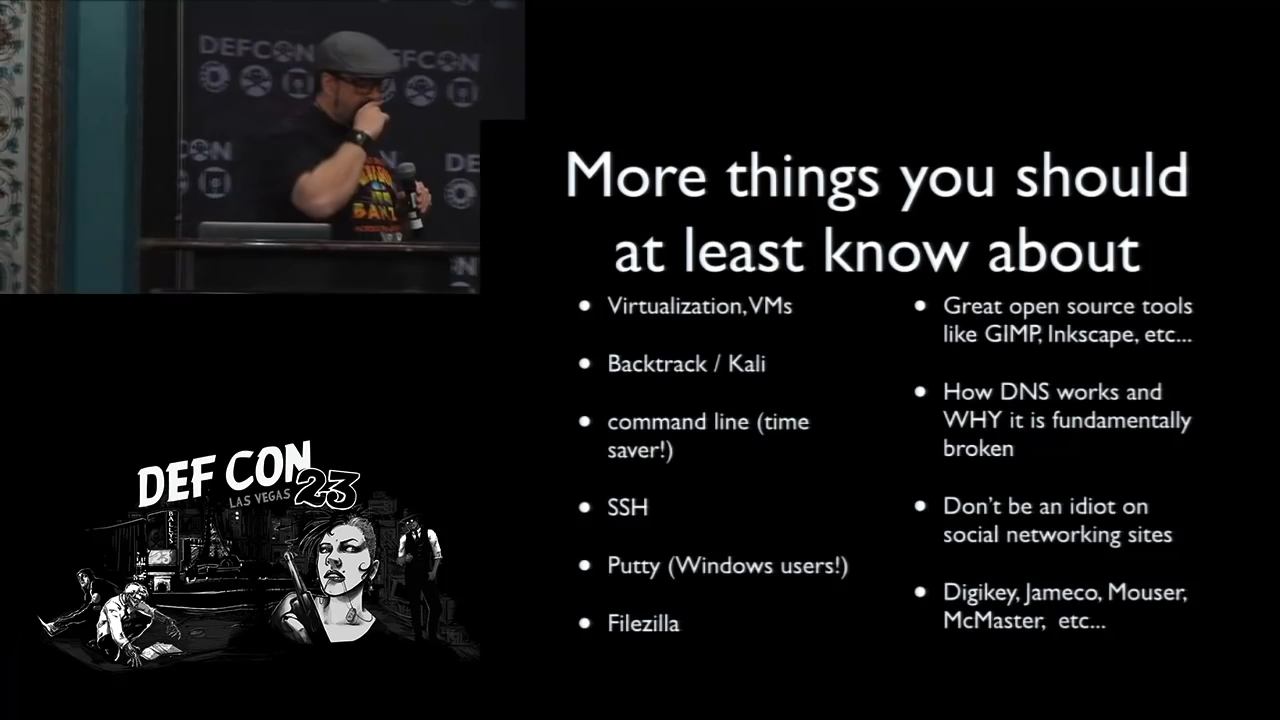 DEFCON
DEFCON
More things you should
at least know about
Virtualization, VMs
Backtrack / Kali
command line (time
saver!)
SSH
Putty (Windows users!)
Filezilla
Great open source tools
like GIMP, Inkscape, etc...
How DNS works and
WHY it is fundamentally
broken
Don't be an idiot on
social networking sites
Digikey, Jameco, Mouser,
McMaster, etc...
DEF CON
LAS VEGAS 23
BALLY'S